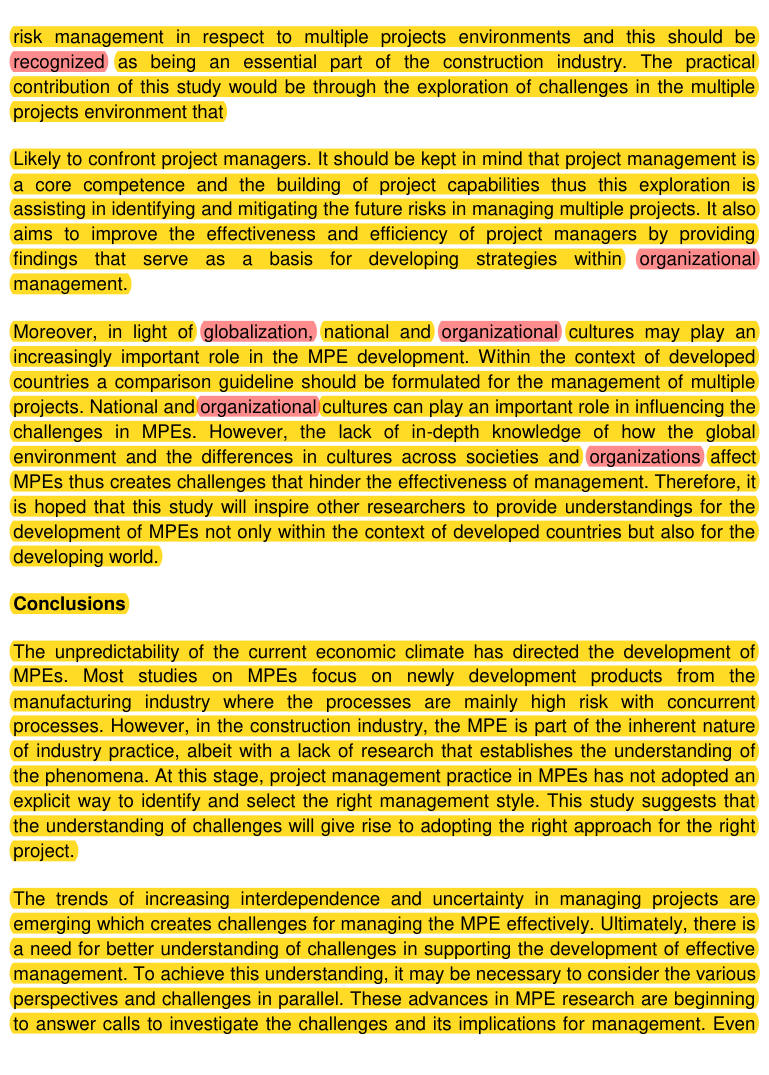 risk management in respect to multiple projects environments and this should be
recognized as being an essential part of the construction industry. The practical
contribution of this study would be through the exploration of challenges in the multiple
projects environment that
Likely to confront project managers. It should be kept in mind that project management is
a core competence and the building of project capabilities thus this exploration is
assisting in identifying and mitigating the future risks in managing multiple projects. It also
aims to improve the effectiveness and efficiency of project managers by providing
findings that serve as a basis for developing strategies within organizational
management.
Moreover, in light of globalization, national and organizational cultures may play an
increasingly important role in the MPE development. Within the context of developed
countries a comparison guideline should be formulated for the management of multiple
projects. National and organizational cultures can play an important role in influencing the
challenges in MPEs. However, the lack of in-depth knowledge of how the global
environment and the differences in cultures across societies and organizations affect
MPEs thus creates challenges that hinder the effectiveness of management. Therefore, it
is hoped that this study will inspire other researchers to provide understandings for the
development of MPEs not only within the context of developed countries but also for the
developing world.
Conclusions
The unpredictability of the current economic climate has directed the development of
MPEs. Most studies on MPEs focus on newly development products from the
manufacturing industry where the processes are mainly high risk with concurrent
processes. However, in the construction industry, the MPE is part of the inherent nature
of industry practice, albeit with a lack of research that establishes the understanding of
the phenomena. At this stage, project management practice in MPEs has not adopted an
explicit way to identify and select the right management style. This study suggests that
the understanding of challenges will give rise to adopting the right approach for the right
project.
The trends of increasing interdependence and uncertainty in managing projects are
emerging which creates challenges for managing the MPE effectively. Ultimately, there is
a need for better understanding of challenges in supporting the development of effective
management. To achieve this understanding, it may be necessary to consider the various
perspectives and challenges in parallel. These advances in MPE research are beginning
to answer calls to investigate the challenges and its implications for management. Even